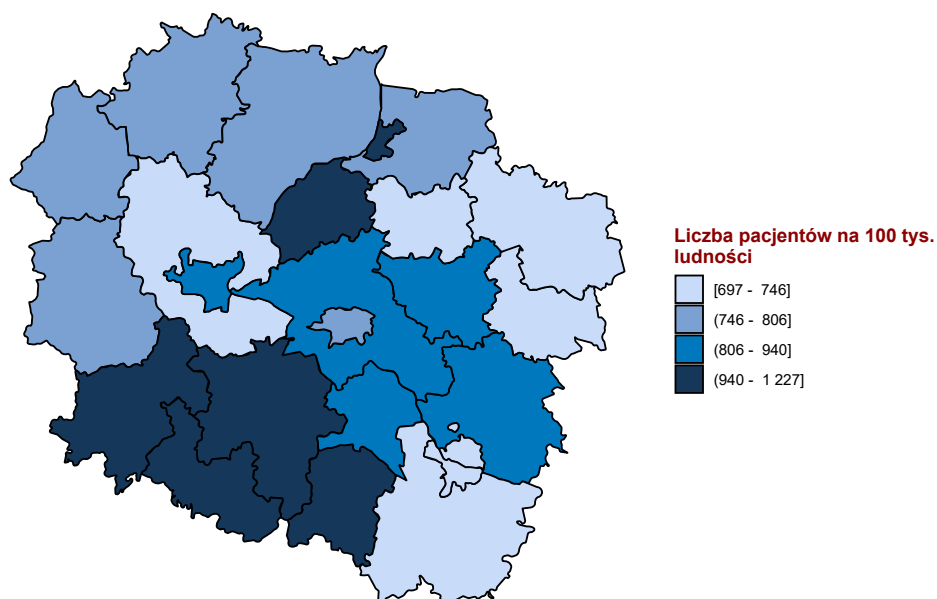 Liczba pacjentów na 100 tys.
ludności
[697 - 746]
(746 - 806]
(806 - 940]
(940 - 1 227]